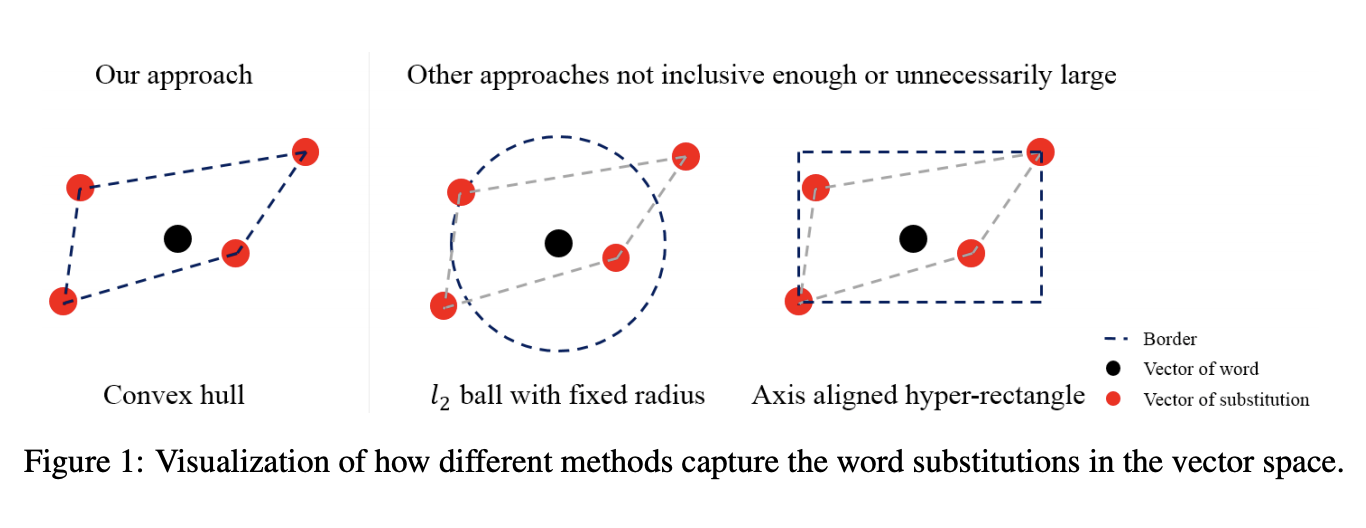 Our approach
Other approaches not inclusive enough or unnecessarily large
Border
Vector of word
Vector of substitution
Convex hull
l₂ ball with fixed radius
Axis aligned hyper-rectangle
Figure 1: Visualization of how different methods capture the word substitutions in the vector space.